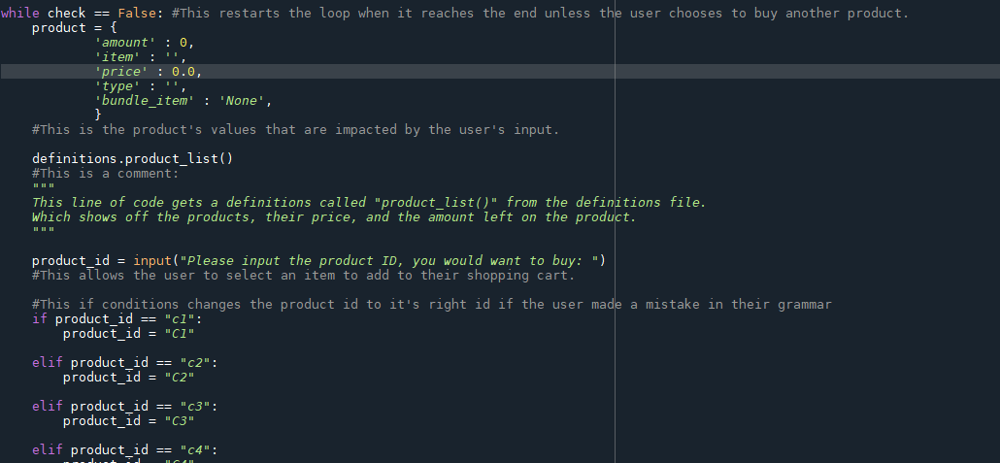 while check == False: #This restarts the loop when it reaches the end unless the user chooses to buy another product.
    product = {
            'amount' : 0,
            'item' : '',
            'price' : 0.0,
            'type' : '',
            'bundle_item' : 'None',
            }
    #This is the product's values that are impacted by the user's input.

    definitions.product_list()
    #This is a comment:
    """
    This line of code gets a definitions called "product_list()" from the definitions file.
    Which shows off the products, their price, and the amount left on the product.
    """

    product_id = input("Please input the product ID, you would want to buy: ")
    #This allows the user to select an item to add to their shopping cart.

    #This if conditions changes the product id to it's right id if the user made a mistake in their grammar
    if product_id == "c1":
        product_id = "C1"

    elif product_id == "c2":
        product_id = "C2"

    elif product_id == "c3":
        product_id = "C3"

    elif product_id == "c4":